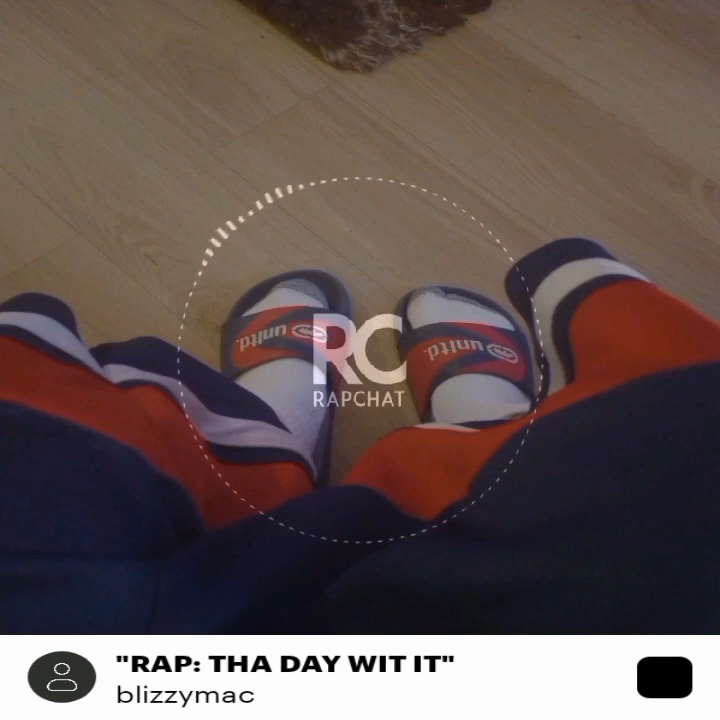 unltd.
unltd.
RC
RAPCHAT
"RAP: THA DAY WIT IT"
blizzymac